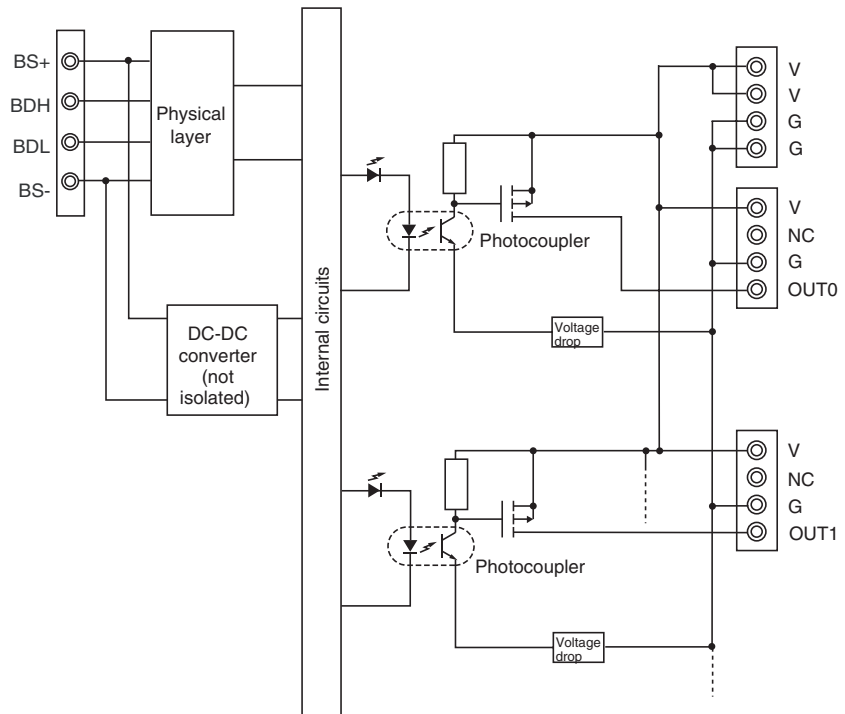 BS+
BDH
BDL
BS-
Physical
layer
DC-DC
converter
(not
isolated)
Internal circuits
Photocoupler
Voltage
drop
V
V
G
G
V
NC
G
OUT0
Photocoupler
Voltage
drop
V
NC
G
OUT1